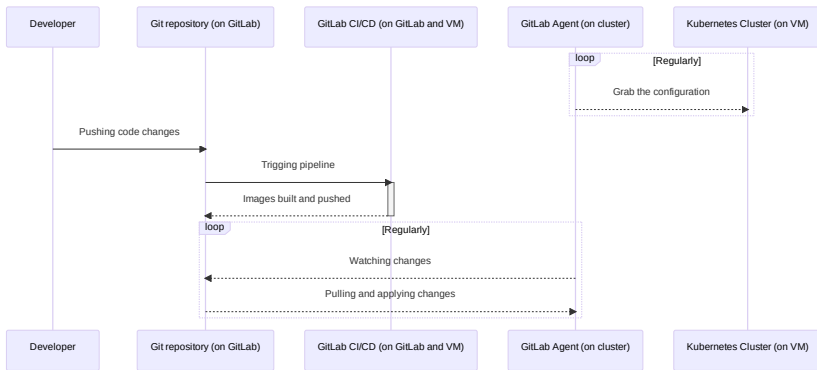 Developer
Git repository (on GitLab)
GitLab CI/CD (on GitLab and VM)
GitLab Agent (on cluster)
Kubernetes Cluster (on VM)
loop
[Regularly]
Grab the configuration
Pushing code changes
Trigging pipeline
Images built and pushed
loop
[Regularly]
Watching changes
Pulling and applying changes
Developer
Git repository (on GitLab)
GitLab CI/CD (on GitLab and VM)
GitLab Agent (on cluster)
Kubernetes Cluster (on VM)